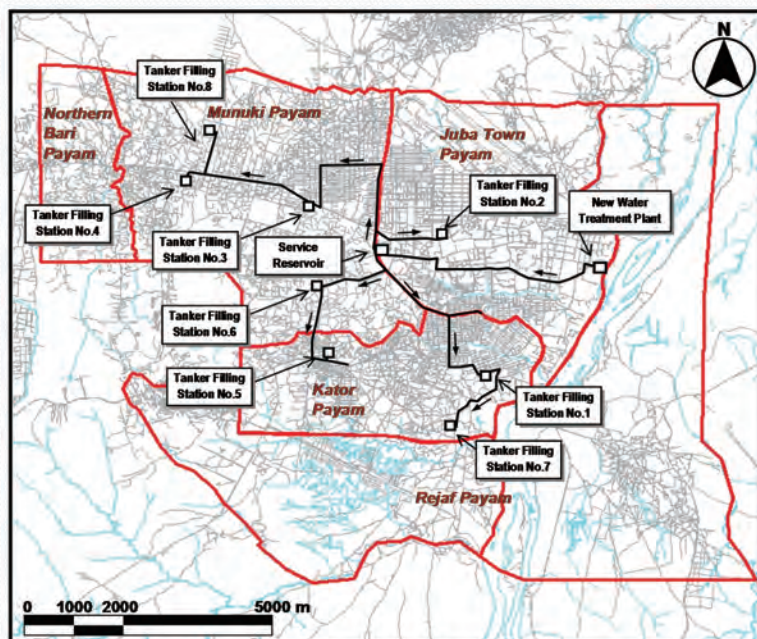 N
Tanker Filling
Station No.8
Northern
Bari
Payam
Munuki Payam
Juba Town
Payam
Tanker Filling
Station No.2
New Water
Treatment Plant
Tanker Filling
Station No.4
Tanker Filling
Station No.3
Service
Reservoir
Tanker Filling
Station No.6
Tanker Filling
Station No.5
Kator
Payam
Tanker Filling
Station No.1
Tanker Filling
Station No.7
Rejaf Payam
0 1000 2000 5000 m